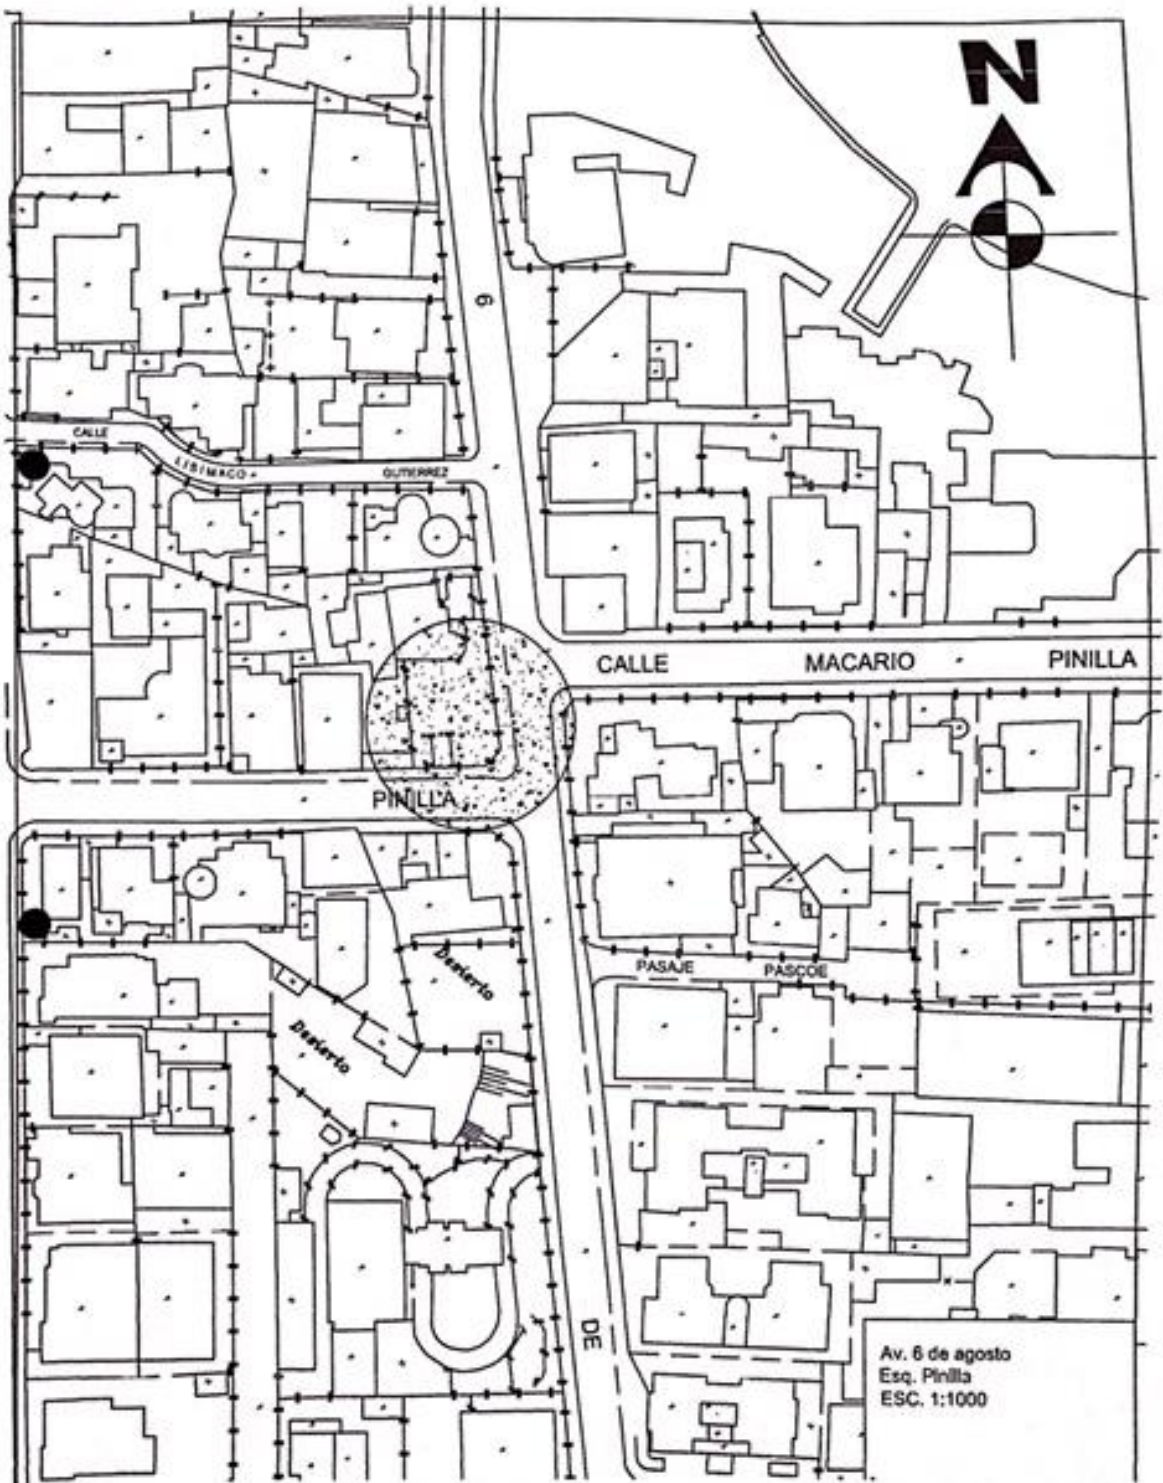 N
6
CALLE
LISIMACO
GUTIERREZ
CALLE MACARIO PINILLA
PINILLA
Desierto
PASAJE PASCOE
Desierto
DE
Av. 6 de agosto
Esq. Pinilla
ESC. 1:1000